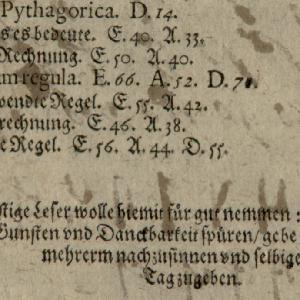 Pythagorica. D. 14.
s es bedeute. E. 40. A. 33.
Rechnung. E. 50. A. 40.
m regula. E. 66. A. 52. D. 71.
wendte Regel. E. 55. A. 42.
rechnung. E. 46. A. 38.
e Regel. E. 56. A. 44. D. 55.
stige Leser wolle hiemit für gut nemmen :
Gunsten vnd Danckbarkeit spüren/ gebe
mehrerm nachzusinnen vnd selbige
Tag zugeben.